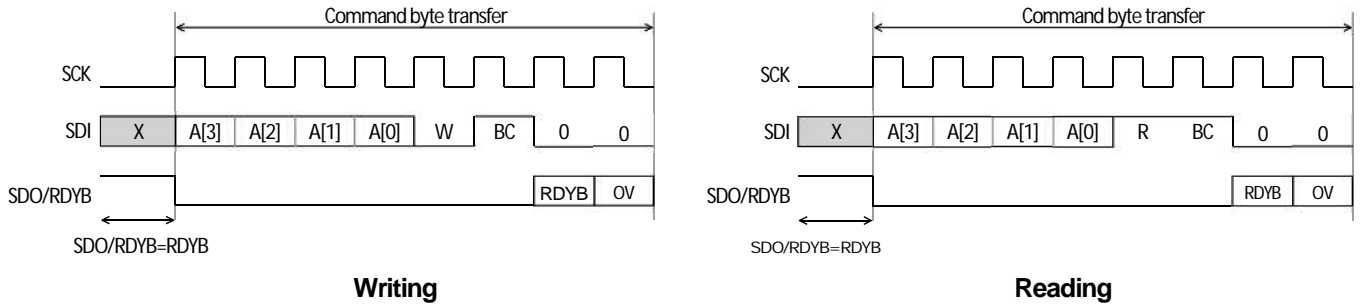 Command byte transfer
SCK
SDI X A[3] A[2] A[1] A[0] W BC 0 0
SDO/RDYB RDYB OV
SDO/RDYB=RDYB
Writing
Command byte transfer
SCK
SDI X A[3] A[2] A[1] A[0] R BC 0 0
SDO/RDYB RDYB OV
SDO/RDYB=RDYB
Reading